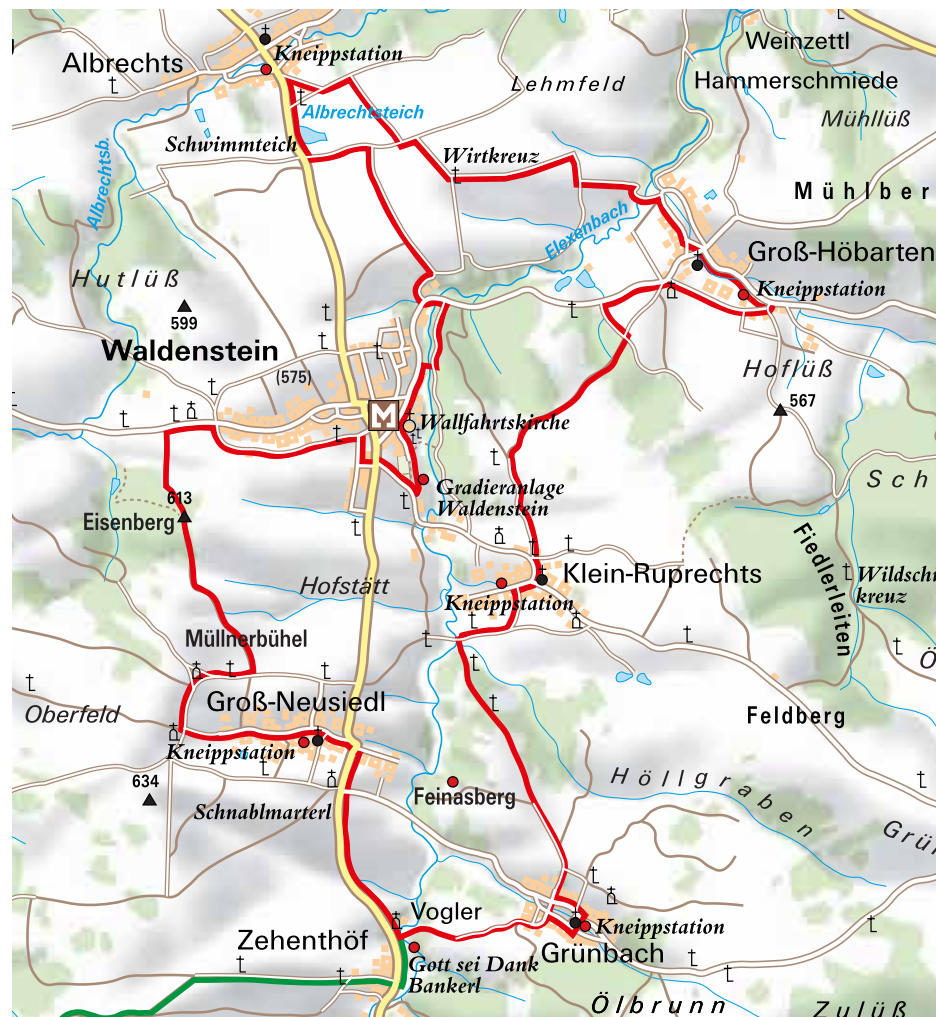 Weinzettl
Kneippstation
Albrechts
Hammerschmiede
Lehmfeld
Albrechtsteich
Mühllüß
Schwimmteich
Wirtkreuz
Albrechtsb.
Mühlber
Elexenbach
Groß-Höbarten
Hutlüß
Kneippstation
599
Waldenstein
(575)
Hoflüß
567
M
Wallfahrtskirche
Sch
Gradieranlage
Waldenstein
613
Eisenberg
Fiedlerleiten
Hofstätt
Klein-Ruprechts
Wildschu
kreuz
Kneippstation
Müllnerbühel
Ö
Groß-Neusiedl
Oberfeld
Feldberg
Kneippstation
634
Höllgraben
Feinasberg
Schnablmarterl
Grün
Vogler
Kneippstation
Zehenthöf
Grünbach
Gott sei Dank
Bankerl
Ölbrunn
Zulüß